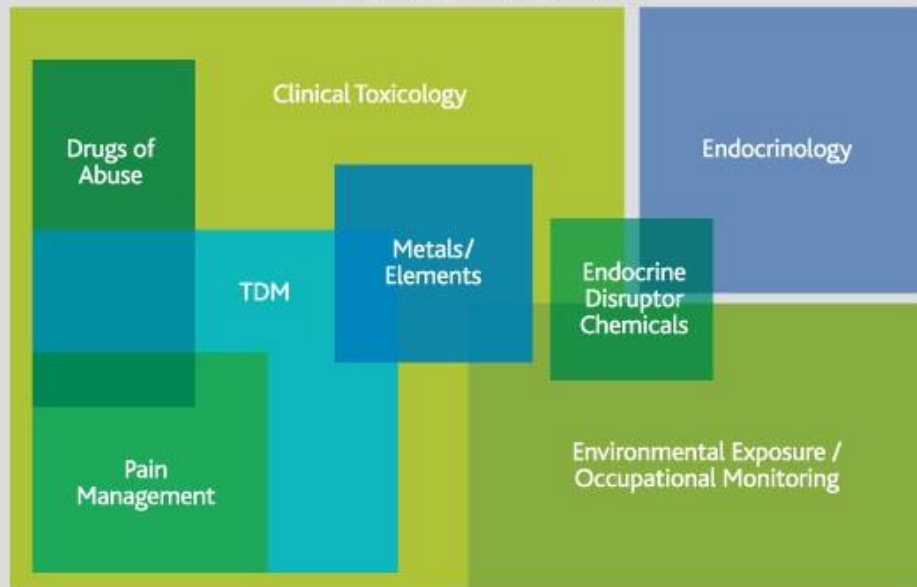 Clinical Toxicology
Drugs of
Abuse
Endocrinology
Metals/
Elements
TDM
Endocrine
Disruptor
Chemicals
Pain
Management
Environmental Exposure /
Occupational Monitoring